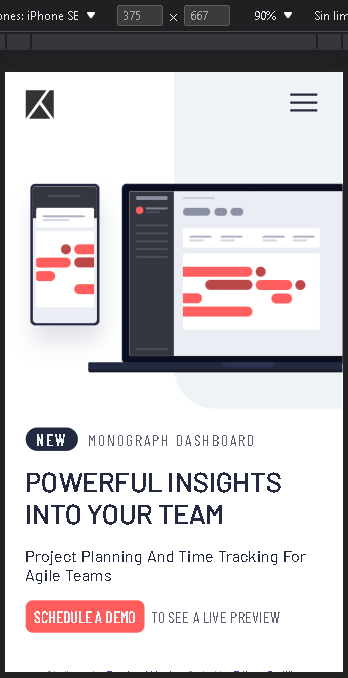 ones: iPhone SE ▼ 375 × 667 90% ▼ Sin lim
NEW MONOGRAPH DASHBOARD
POWERFUL INSIGHTS
INTO YOUR TEAM
Project Planning And Time Tracking For
Agile Teams
SCHEDULE A DEMO TO SEE A LIVE PREVIEW